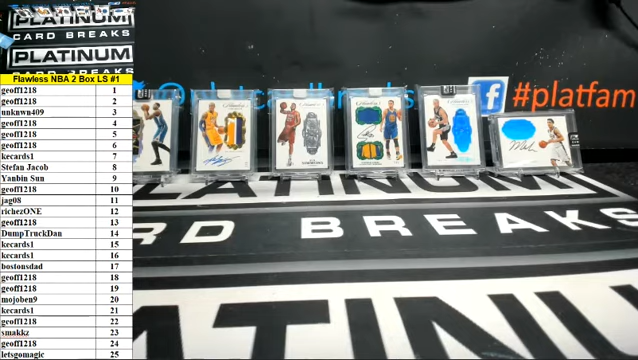 PLATINUM
CARD BREAKS
PLATINUM
CARD BREAKS
Flawless NBA 2 Box LS #1
geoff1218 1
geoff1218 2
unknwn409 3
geoff1218 4
geoff1218 5
geoff1218 6
kecards1 7
Stefan Jacob 8
Yanbin Sun 9
geoff1218 10
jag08 11
richezONE 12
geoff1218 13
DumpTruckDan 14
kecards1 15
kecards1 16
bostonsdad 17
geoff1218 18
geoff1218 19
mojoben9 20
kecards1 21
geoff1218 22
smakkz 23
geoff1218 24
letsgomagic 25
#platfam
PLATINUM
RD BREAKS
ATINUM